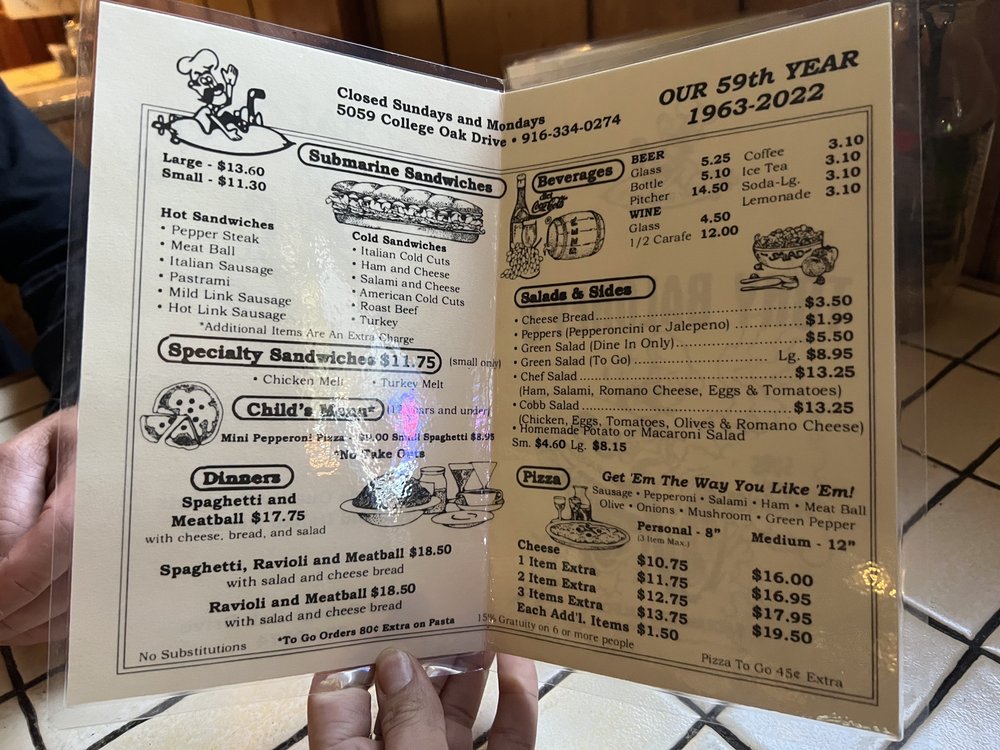 Closed Sundays and Mondays
5059 College Oak Drive • 916-334-0274
Large - $13.60
Small - $11.30
Submarine Sandwiches
Hot Sandwiches
• Pepper Steak
• Meat Ball
• Italian Sausage
• Pastrami
• Mild Link Sausage
• Hot Link Sausage
Cold Sandwiches
• Italian Cold Cuts
• Ham and Cheese
• Salami and Cheese
• American Cold Cuts
• Roast Beef
• Turkey
*Additional Items Are An Extra Charge
Specialty Sandwiches $11.75 (small only)
• Chicken Melt • Turkey Melt
Child's Menu* (12 years and under)
Mini Pepperoni Pizza - $9.00 Small Spaghetti $8.95
*No Take Outs
Dinners
Spaghetti and
Meatball $17.75
with cheese, bread, and salad
Spaghetti, Ravioli and Meatball $18.50
with salad and cheese bread
Ravioli and Meatball $18.50
with salad and cheese bread
*To Go Orders 80¢ Extra on Pasta
No Substitutions
15% Gratuity on 6 or more people
OUR 59th YEAR
1963-2022
Beverages
BEER
Glass 5.25
Bottle 5.10
Pitcher 14.50
WINE
Glass 4.50
1/2 Carafe 12.00
Coffee 3.10
Ice Tea 3.10
Soda-Lg. 3.10
Lemonade 3.10
Coca-Cola
WINE
SALAD
Salads & Sides
• Cheese Bread $3.50
• Peppers (Pepperoncini or Jalepeno) $1.99
• Green Salad (Dine In Only) $5.50
• Green Salad (To Go) Lg. $8.95
• Chef Salad $13.25
(Ham, Salami, Romano Cheese, Eggs & Tomatoes)
• Cobb Salad $13.25
(Chicken, Eggs, Tomatoes, Olives & Romano Cheese)
• Homemade Potato or Macaroni Salad
Sm. $4.60 Lg. $8.15
Pizza
Get 'Em The Way You Like 'Em!
Sausage • Pepperoni • Salami • Ham • Meat Ball
Olive • Onions • Mushroom • Green Pepper
Personal - 8" Medium - 12"
(3 Item Max.)
Cheese $10.75 $16.00
1 Item Extra $11.75 $16.95
2 Item Extra $12.75 $17.95
3 Items Extra $13.75 $19.50
Each Add'l. Items $1.50
Pizza To Go 45¢ Extra